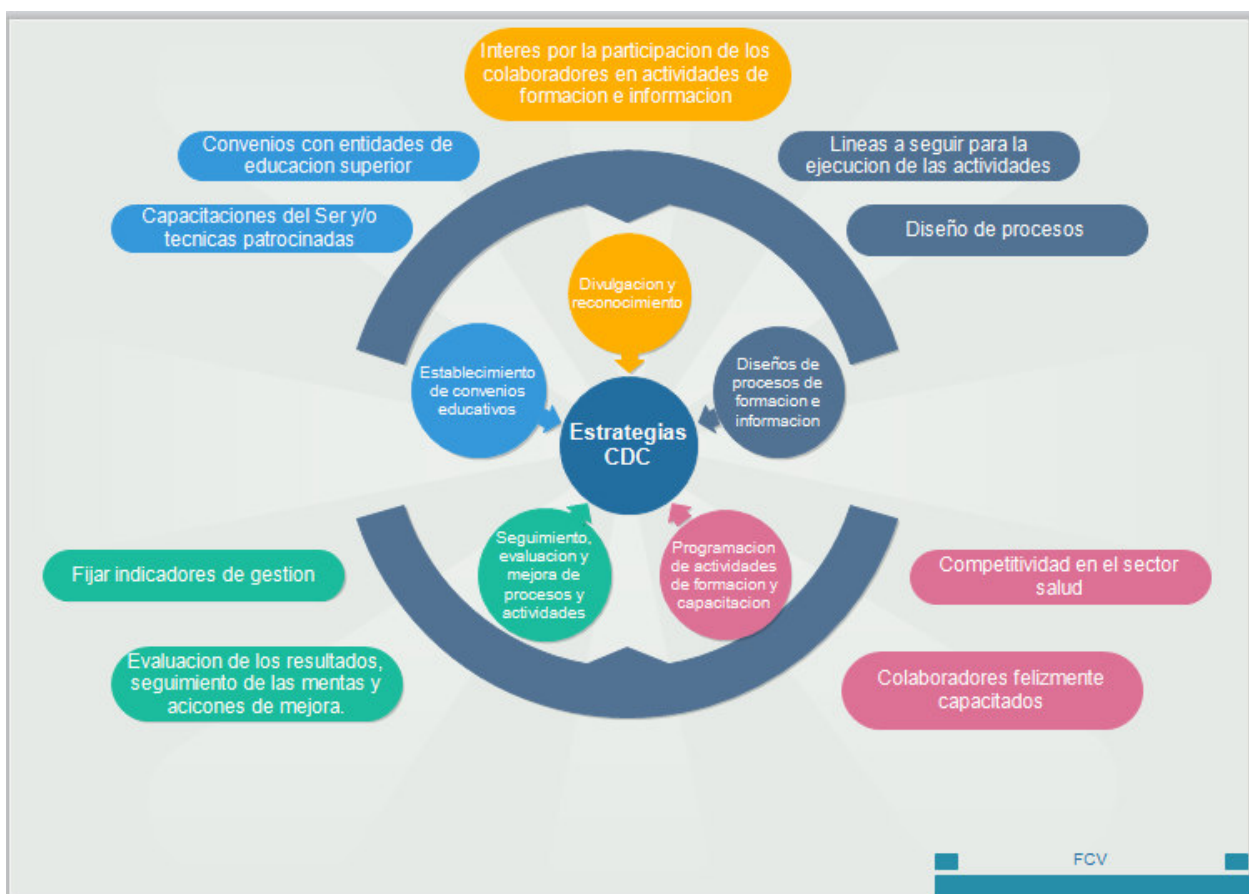 Interes por la participacion de los
colaboradores en actividades de
formacion e informacion
Convenios con entidades de
educacion superior
Lineas a seguir para la
ejecucion de las actividades
Capacitaciones del Ser y/o
tecnicas patrocinadas
Diseño de procesos
Divulgacion y
reconocimiento
Establecimiento
de convenios
educativos
Diseños de
procesos de
formacion e
informacion
Estrategias
CDC
Seguimiento,
evaluacion y
mejora de
procesos y
actividades
Programacion
de actividades
de formacion y
capacitacion
Fijar indicadores de gestion
Competitividad en el sector
salud
Evaluacion de los resultados,
seguimiento de las mentas y
acicones de mejora.
Colaboradores felizmente
capacitados
FCV